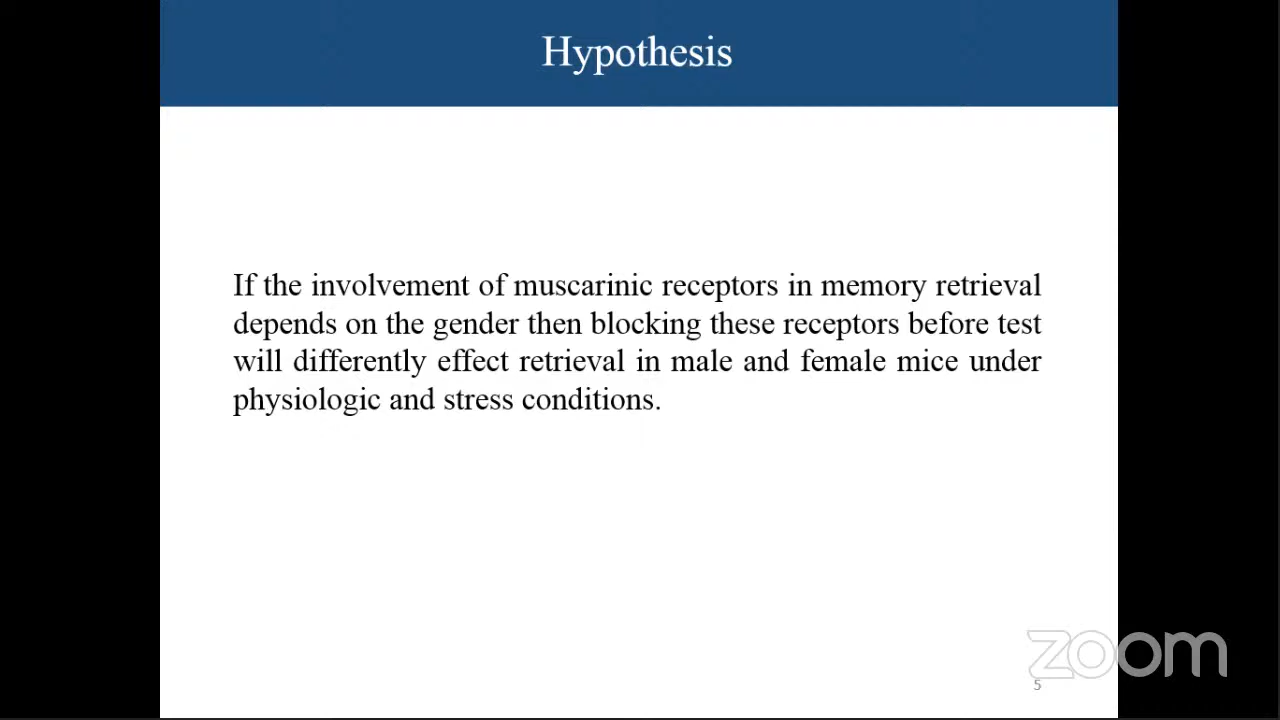 Hypothesis
If the involvement of muscarinic receptors in memory retrieval
depends on the gender then blocking these receptors before test
will differently effect retrieval in male and female mice under
physiologic and stress conditions.
zoom
5